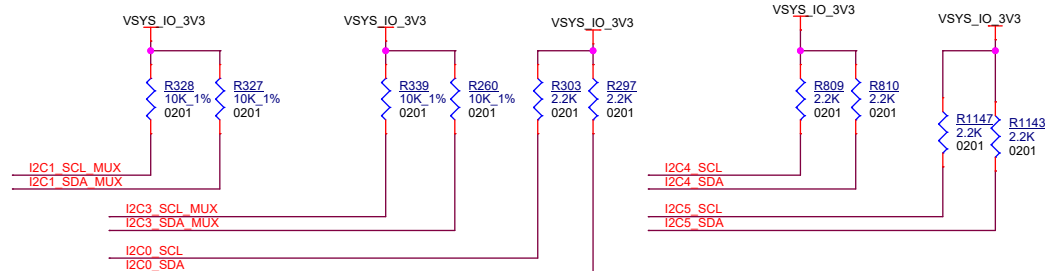 VSYS_IO_3V3
VSYS_IO_3V3
VSYS_IO_3V3
VSYS_IO_3V3
VSYS_IO_3V3
R328
10K_1%
0201
R327
10K_1%
0201
R339
10K_1%
0201
R260
10K_1%
0201
R303
2.2K
0201
R297
2.2K
0201
R809
2.2K
0201
R810
2.2K
0201
R1147
2.2K
0201
R1143
2.2K
0201
I2C1_SCL_MUX
I2C1_SDA_MUX
I2C3_SCL_MUX
I2C3_SDA_MUX
I2C0_SCL
I2C0_SDA
I2C4_SCL
I2C4_SDA
I2C5_SCL
I2C5_SDA